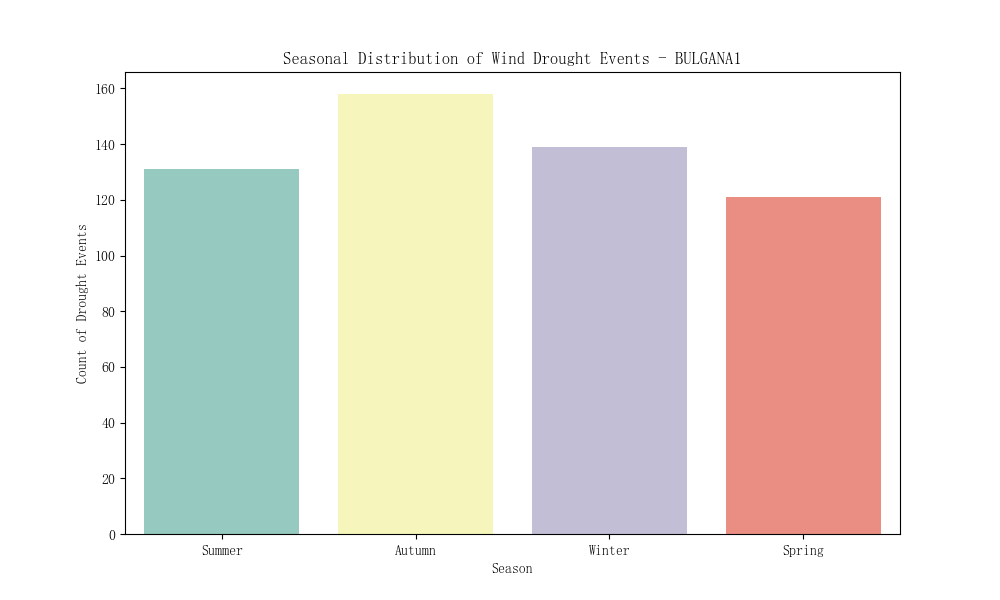 Seasonal Distribution of Wind Drought Events - BULGANA1
160
140
120
100
80
60
40
20
0
Count of Drought Events
Summer Autumn Winter Spring
Season